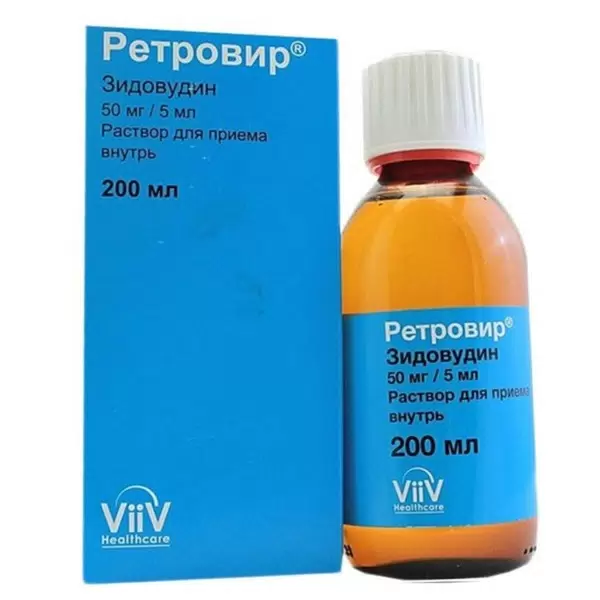 Ретровир®
Зидовудин
50 мг / 5 мл
Раствор для приема
внутрь
200 мл
ViiV
Healthcare
Ретровир®
Зидовудин
50 мг / 5 мл
Раствор для приема
внутрь
200 мл
ViiV
Healthcare